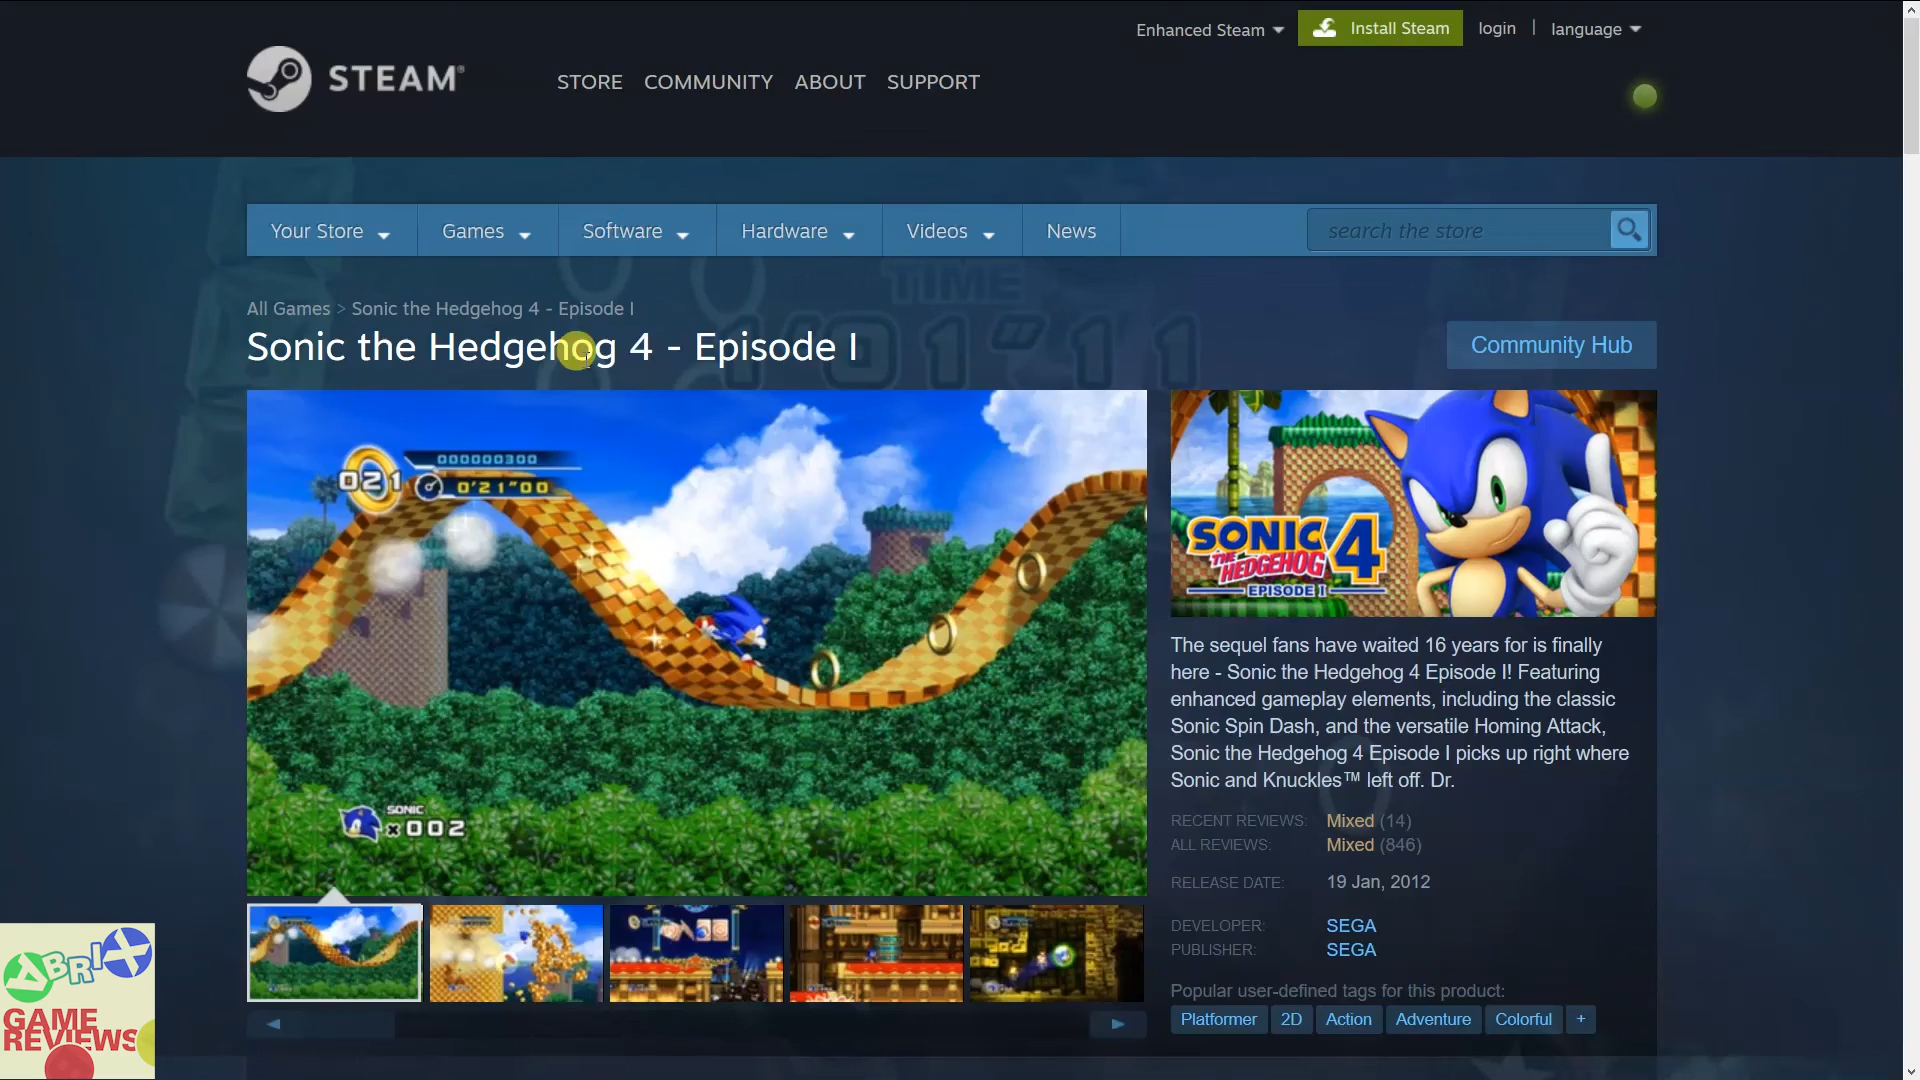 Enhanced Steam
Install Steam
login
language
STEAM®
STORE
COMMUNITY
ABOUT
SUPPORT
Your Store
Games
Software
Hardware
Videos
News
search the store
TIME
1'01"11
All Games > Sonic the Hedgehog 4 - Episode I
Sonic the Hedgehog 4 - Episode I
Community Hub
021
000000300
0'21"00
SONIC
x002
SONIC
THE
HEDGEHOG
4
EPISODE I
The sequel fans have waited 16 years for is finally
here - Sonic the Hedgehog 4 Episode I! Featuring
enhanced gameplay elements, including the classic
Sonic Spin Dash, and the versatile Homing Attack,
Sonic the Hedgehog 4 Episode I picks up right where
Sonic and Knuckles™ left off. Dr.
RECENT REVIEWS: Mixed (14)
ALL REVIEWS: Mixed (846)
RELEASE DATE: 19 Jan, 2012
DEVELOPER: SEGA
PUBLISHER: SEGA
Popular user-defined tags for this product:
Platformer
2D
Action
Adventure
Colorful
+
ABRIX
GAME
REVIEWS